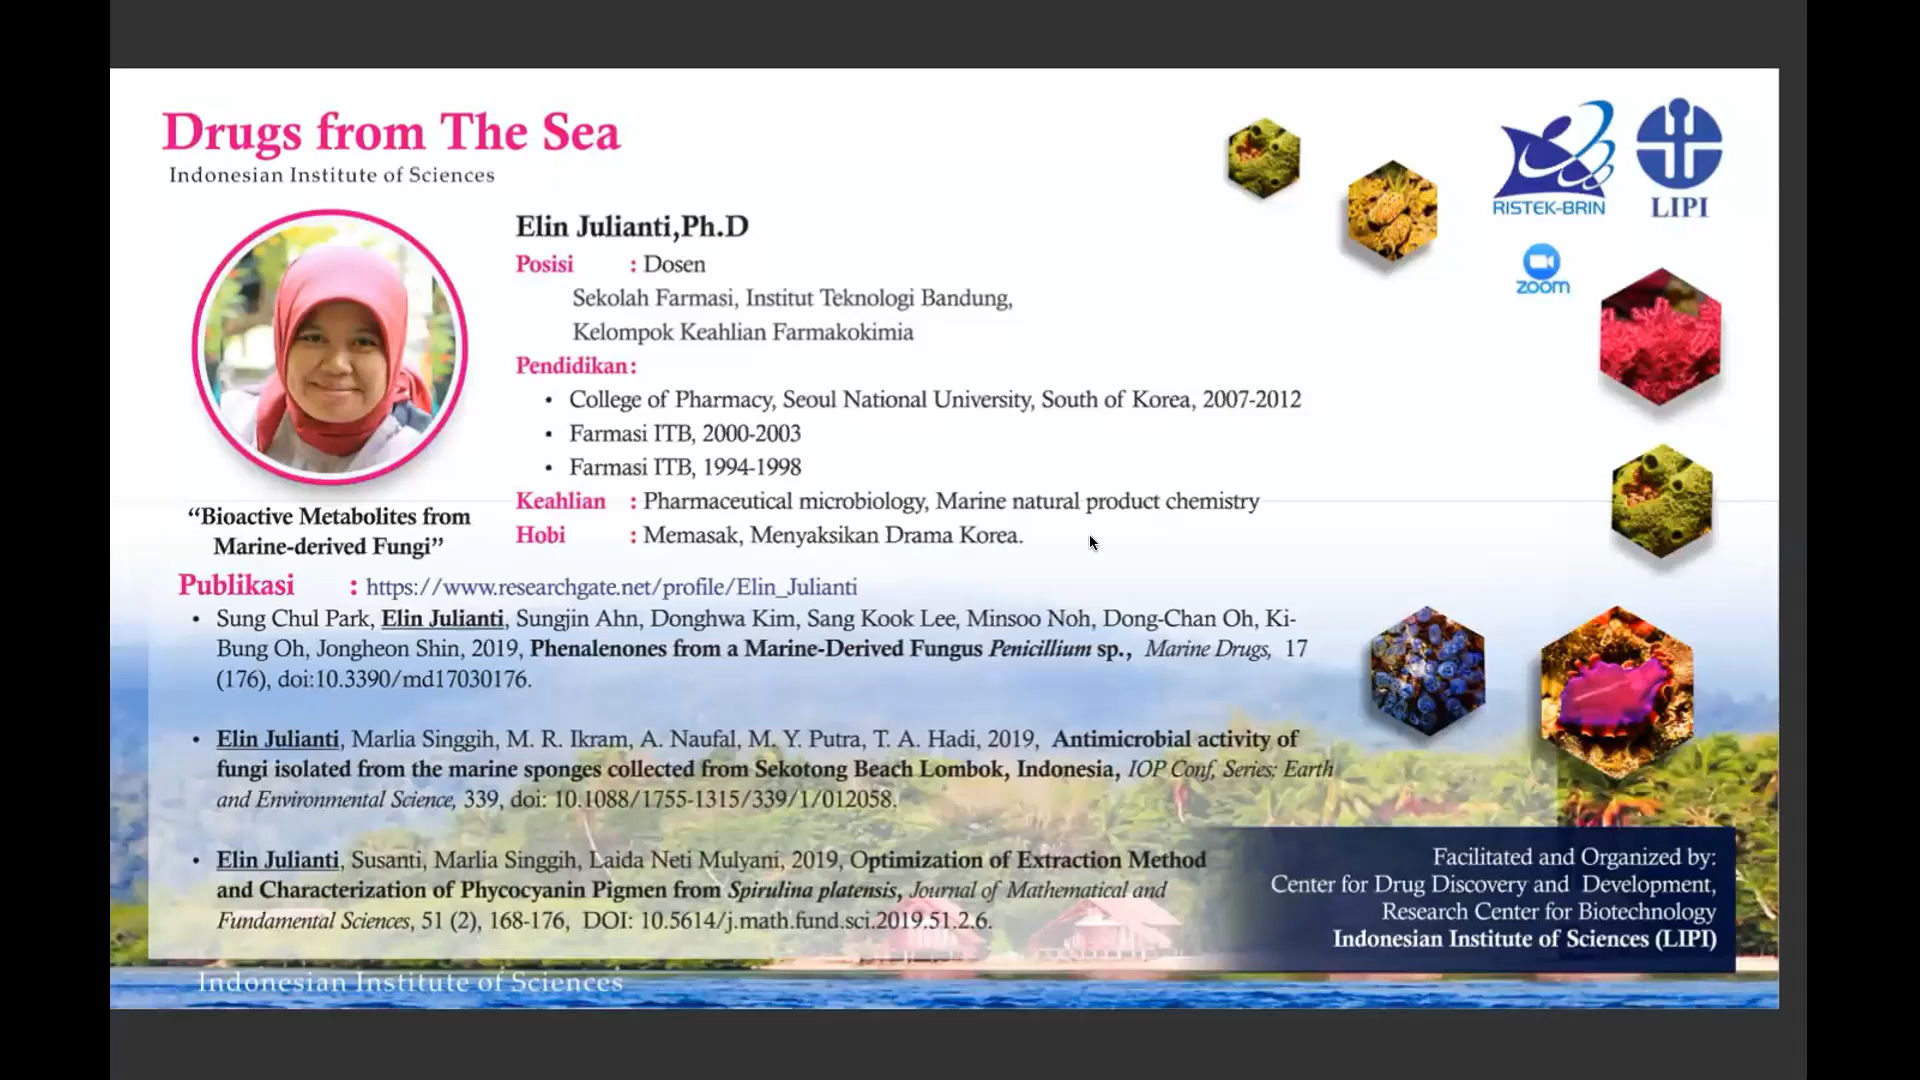 Drugs from The Sea
Indonesian Institute of Sciences
RISTEK-BRIN
LIPI
zoom
Elin Julianti,Ph.D
Posisi : Dosen
Sekolah Farmasi, Institut Teknologi Bandung,
Kelompok Keahlian Farmakokimia
Pendidikan:
• College of Pharmacy, Seoul National University, South of Korea, 2007-2012
• Farmasi ITB, 2000-2003
• Farmasi ITB, 1994-1998
Keahlian : Pharmaceutical microbiology, Marine natural product chemistry
Hobi : Memasak, Menyaksikan Drama Korea.
“Bioactive Metabolites from
Marine-derived Fungi”
Publikasi : https://www.researchgate.net/profile/Elin_Julianti
• Sung Chul Park, Elin Julianti, Sungjin Ahn, Donghwa Kim, Sang Kook Lee, Minsoo Noh, Dong-Chan Oh, Ki-
Bung Oh, Jongheon Shin, 2019, Phenalenones from a Marine-Derived Fungus Penicillium sp., Marine Drugs, 17
(176), doi:10.3390/md17030176.
• Elin Julianti, Marlia Singgih, M. R. Ikram, A. Naufal, M. Y. Putra, T. A. Hadi, 2019, Antimicrobial activity of
fungi isolated from the marine sponges collected from Sekotong Beach Lombok, Indonesia, IOP Conf, Series: Earth
and Environmental Science, 339, doi: 10.1088/1755-1315/339/1/012058.
• Elin Julianti, Susanti, Marlia Singgih, Laida Neti Mulyani, 2019, Optimization of Extraction Method
and Characterization of Phycocyanin Pigmen from Spirulina platensis, Journal of Mathematical and
Fundamental Sciences, 51 (2), 168-176, DOI: 10.5614/j.math.fund.sci.2019.51.2.6.
Facilitated and Organized by:
Center for Drug Discovery and Development,
Research Center for Biotechnology
Indonesian Institute of Sciences (LIPI)
Indonesian Institute of Sciences